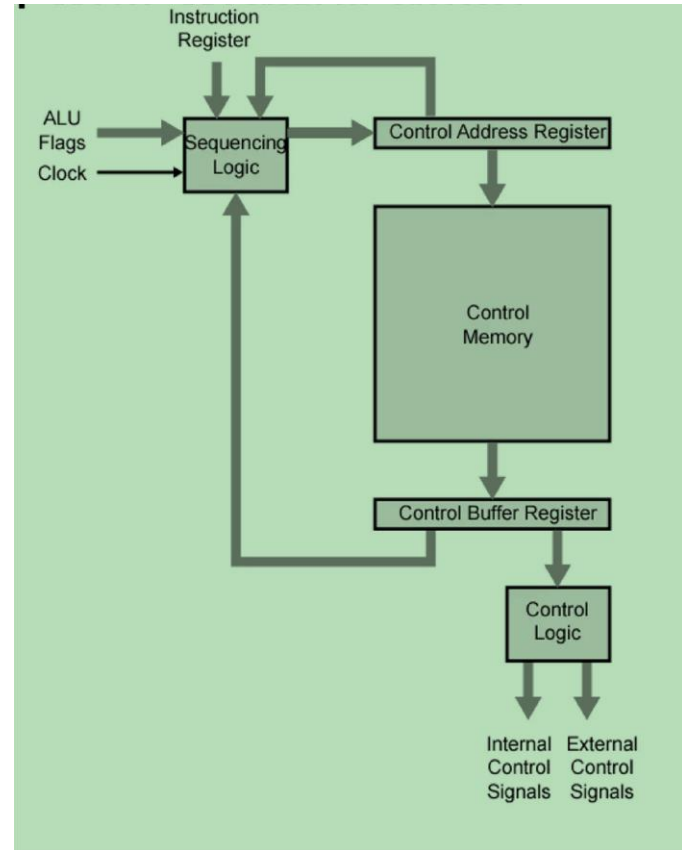 Instruction
Register
ALU
Flags
Clock
Sequencing
Logic
Control Address Register
Control
Memory
Control Buffer Register
Control
Logic
Internal
Control
Signals
External
Control
Signals